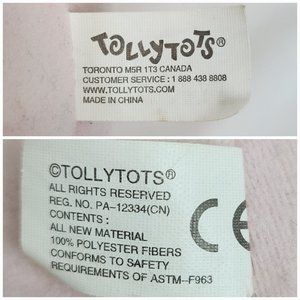 TOLLYTOTS®
TORONTO M5R 1T3 CANADA
CUSTOMER SERVICE : 1 888 438 8808
WWW.TOLLYTOTS.COM
MADE IN CHINA
©TOLLYTOTS®
ALL RIGHTS RESERVED
REG. NO. PA-12334(CN)
CONTENTS :
ALL NEW MATERIAL
100% POLYESTER FIBERS
CONFORMS TO SAFETY
REQUIREMENTS OF ASTM-F963
CE